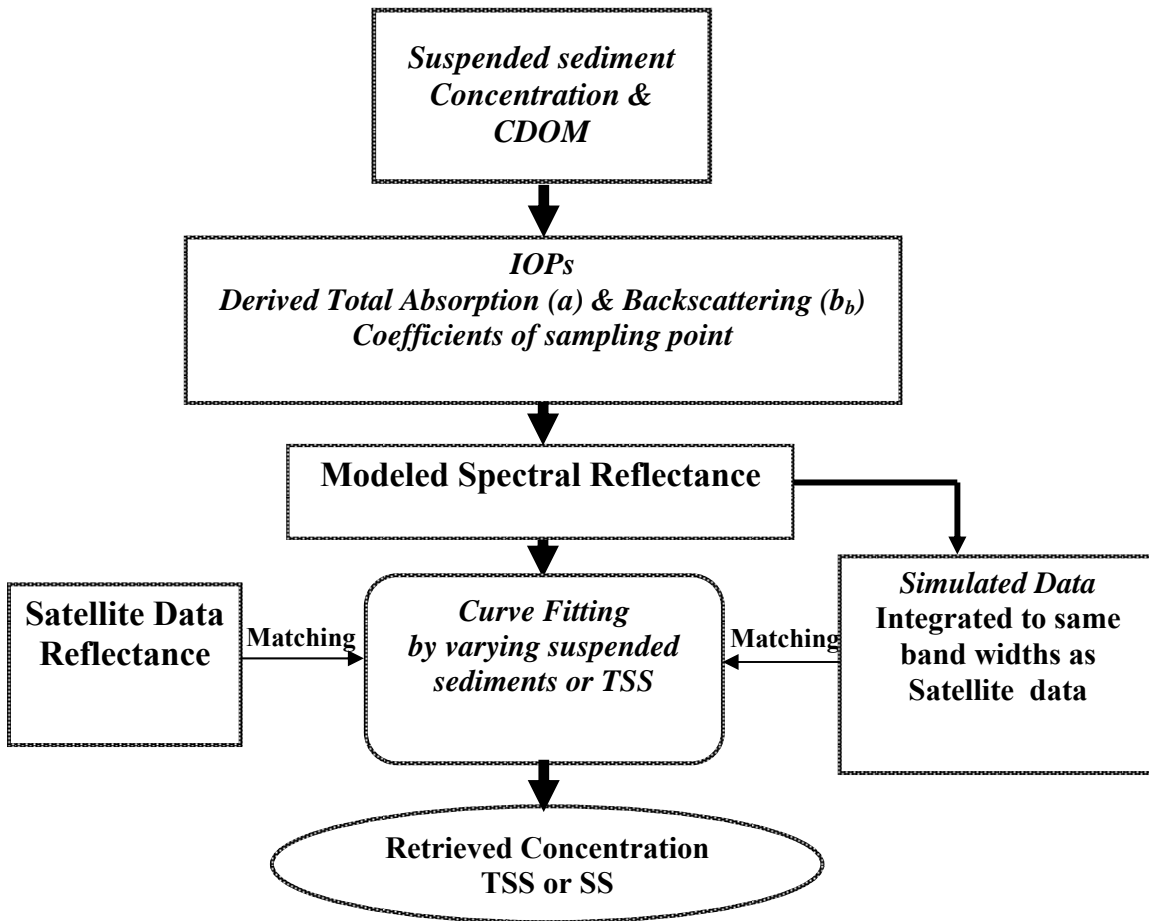 Suspended sediment
Concentration &
CDOM
IOPs
Derived Total Absorption (a) & Backscattering (bb)
Coefficients of sampling point
Modeled Spectral Reflectance
Satellite Data
Reflectance
Matching
Curve Fitting
by varying suspended
sediments or TSS
Matching
Simulated Data
Integrated to same
band widths as
Satellite data
Retrieved Concentration
TSS or SS